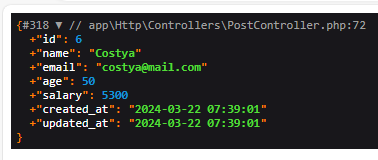 {#318 ▼ // app\Http\Controllers\PostController.php:72
+"id": 6
+"name": "Costya"
+"email": "costya@mail.com"
+"age": 50
+"salary": 5300
+"created_at": "2024-03-22 07:39:01"
+"updated_at": "2024-03-22 07:39:01"
}